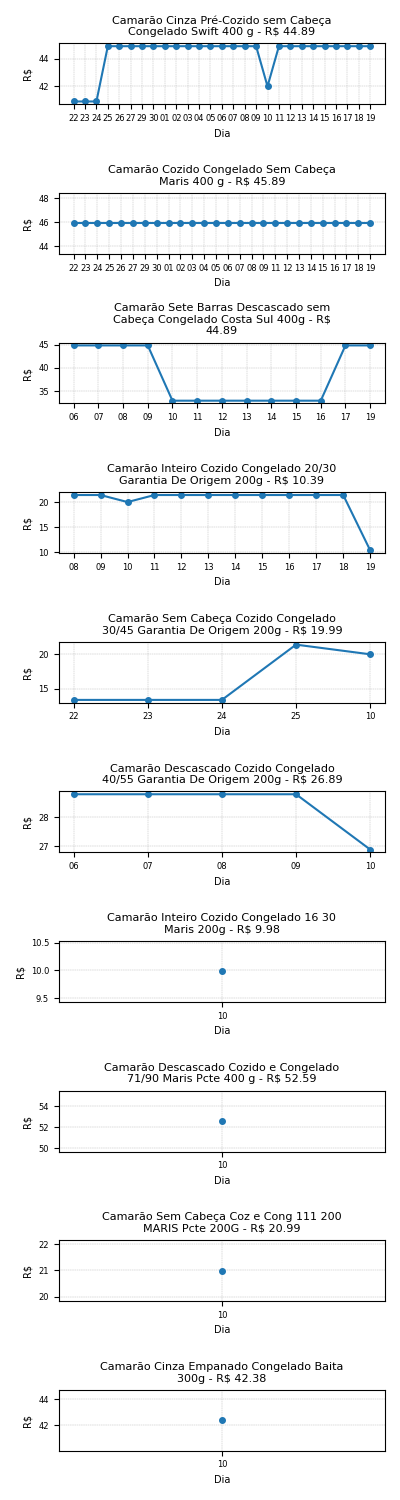 Camarão Cinza Pré-Cozido sem Cabeça
Congelado Swift 400 g - R$ 44.89
44
42
R$
22 23 24 25 26 27 29 30 01 02 03 04 05 06 07 08 09 10 11 12 13 14 15 16 17 18 19
Dia
Camarão Cozido Congelado Sem Cabeça
Maris 400 g - R$ 45.89
48
46
44
R$
22 23 24 25 26 27 29 30 01 02 03 04 05 06 07 08 09 10 11 12 13 14 15 16 17 18 19
Dia
Camarão Sete Barras Descascado sem
Cabeça Congelado Costa Sul 400g - R$
44.89
45
40
35
R$
06 07 08 09 10 11 12 13 14 15 16 17 19
Dia
Camarão Inteiro Cozido Congelado 20/30
Garantia De Origem 200g - R$ 10.39
20
15
10
R$
08 09 10 11 12 13 14 15 16 17 18 19
Dia
Camarão Sem Cabeça Cozido Congelado
30/45 Garantia De Origem 200g - R$ 19.99
20
15
R$
22 23 24 25 10
Dia
Camarão Descascado Cozido Congelado
40/55 Garantia De Origem 200g - R$ 26.89
28
27
R$
06 07 08 09 10
Dia
Camarão Inteiro Cozido Congelado 16 30
Maris 200g - R$ 9.98
10.5
10.0
9.5
R$
10
Dia
Camarão Descascado Cozido e Congelado
71/90 Maris Pcte 400 g - R$ 52.59
54
52
50
R$
10
Dia
Camarão Sem Cabeça Coz e Cong 111 200
MARIS Pcte 200G - R$ 20.99
22
21
20
R$
10
Dia
Camarão Cinza Empanado Congelado Baita
300g - R$ 42.38
44
42
R$
10
Dia